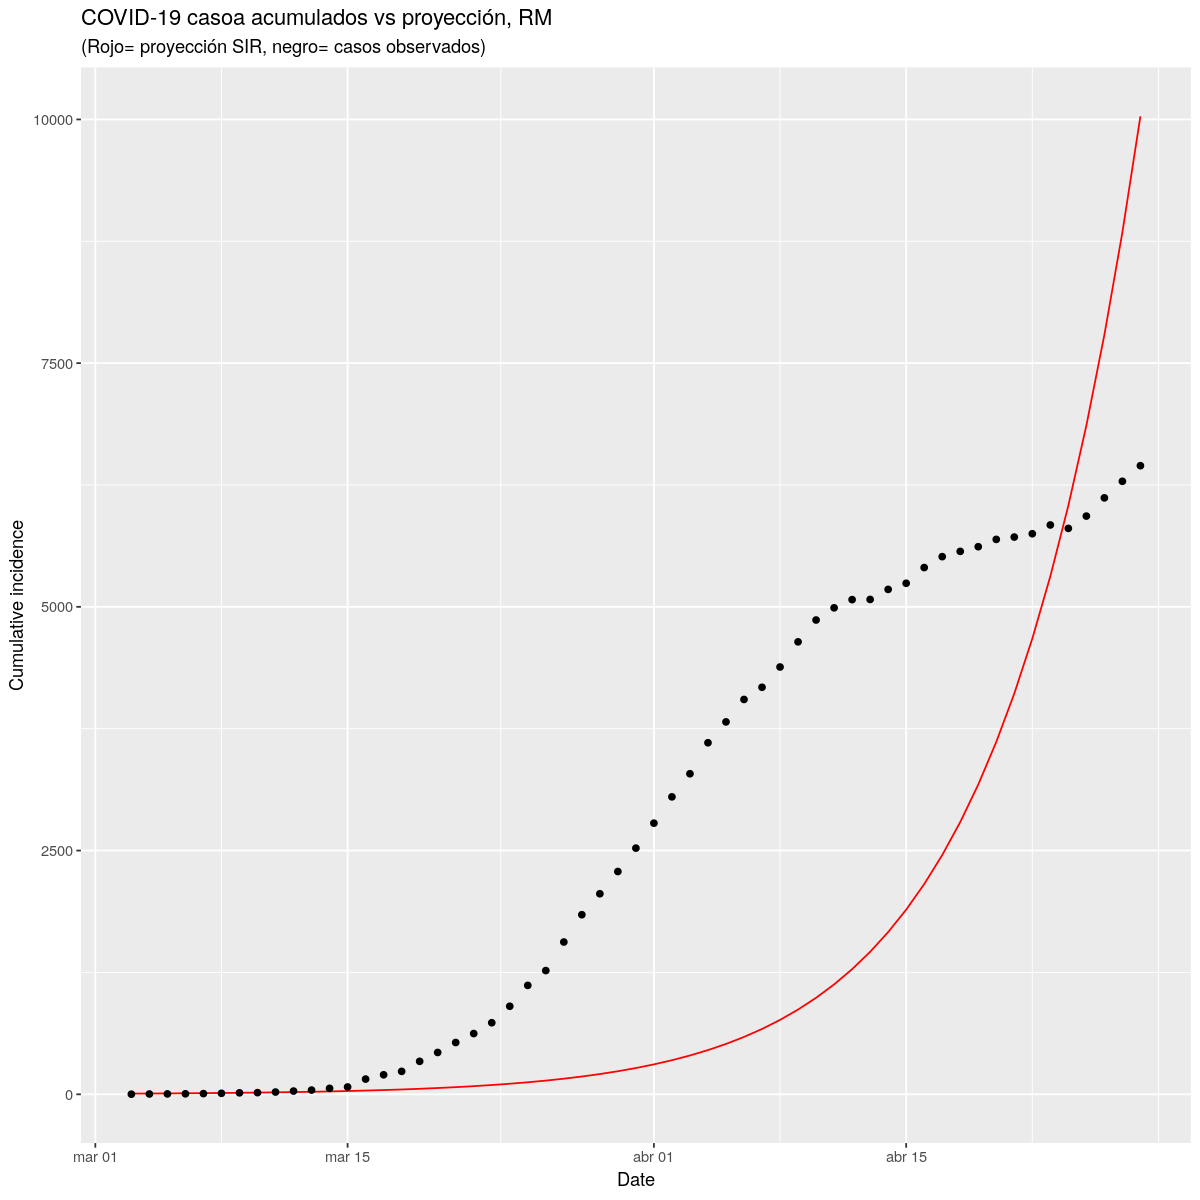 COVID-19 casoa acumulados vs proyección, RM
(Rojo= proyección SIR, negro= casos observados)
10000
7500
5000
2500
0
Cumulative incidence
mar 01
mar 15
abr 01
abr 15
Date